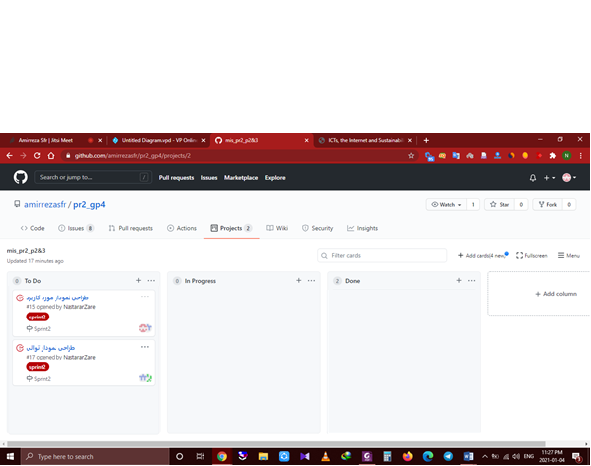 Amirreza Sfr | Jitsi Meet
Untitled Diagram.vpd - VP Onlin
mis_pr2_p2&3
ICTs, the Internet and Sustainab
github.com/amirrezasfr/pr2_gp4/projects/2
Search or jump to...
/
Pull requests Issues Marketplace Explore
amirrezasfr / pr2_gp4
Watch 1 Star 0 Fork 0
Code Issues 8 Pull requests Actions Projects 2 Wiki Security Insights
mis_pr2_p2&3
Updated 17 minutes ago
Filter cards
Add cards(4 new)
Fullscreen
Menu
0 To Do
طراحی نمودار مورد کاربرد
#15 opened by NastaranZare
sprint2
Sprint2
طراحی نمودار توالی
#17 opened by NastaranZare
sprint2
Sprint2
0 In Progress
2 Done
Add column
Type here to search
ENG
11:27 PM
2021-01-04